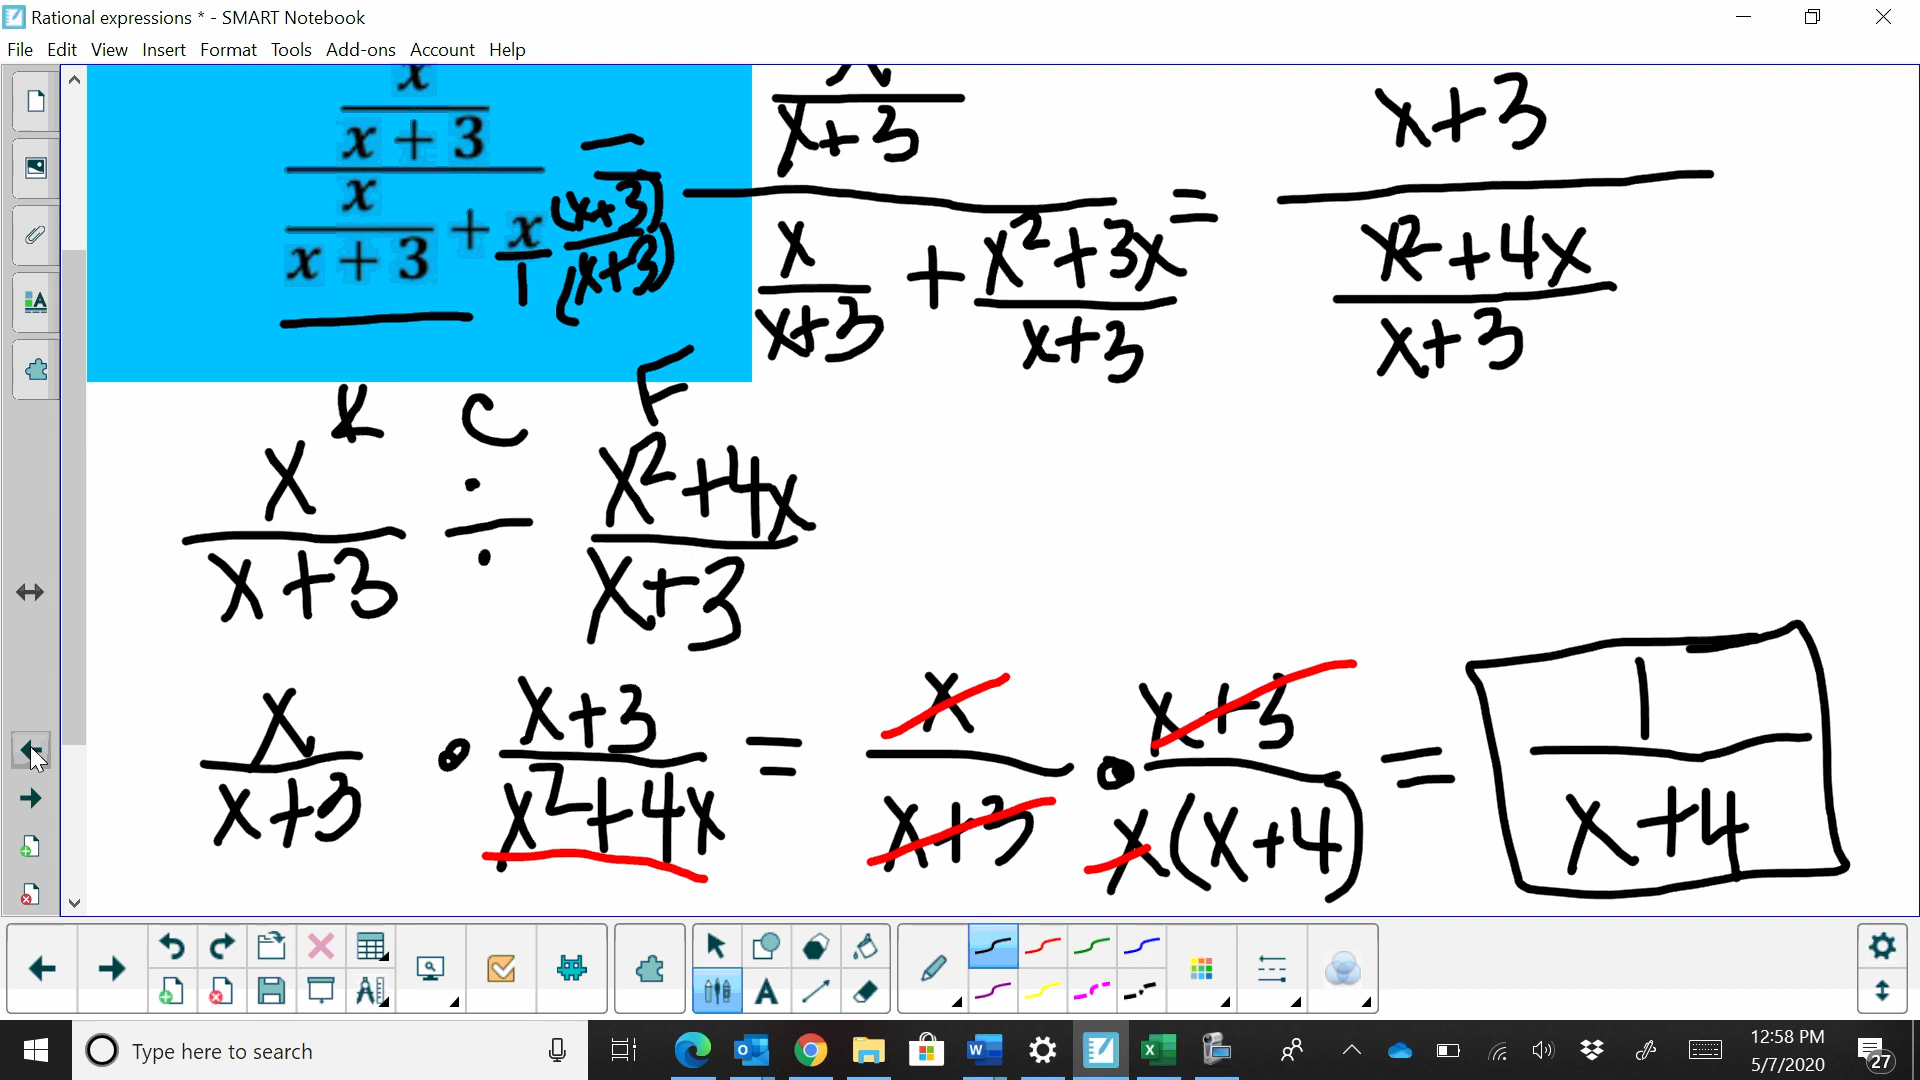 Rational expressions * - SMART Notebook
File Edit View Insert Format Tools Add-ons Account Help
x
x + 3
x
x + 3
+ x
1
(x+3)
(x+3)
x+3
x
x+3
+
x²+3x
x+3
=
x+3
x²+4x
x+3
K C F
x
x+3
÷
x²+4x
x+3
x
x+3
•
x+3
x²+4x
=
x
x+3
•
x+3
x(x+4)
=
1
x+4
Type here to search
12:58 PM
5/7/2020
27